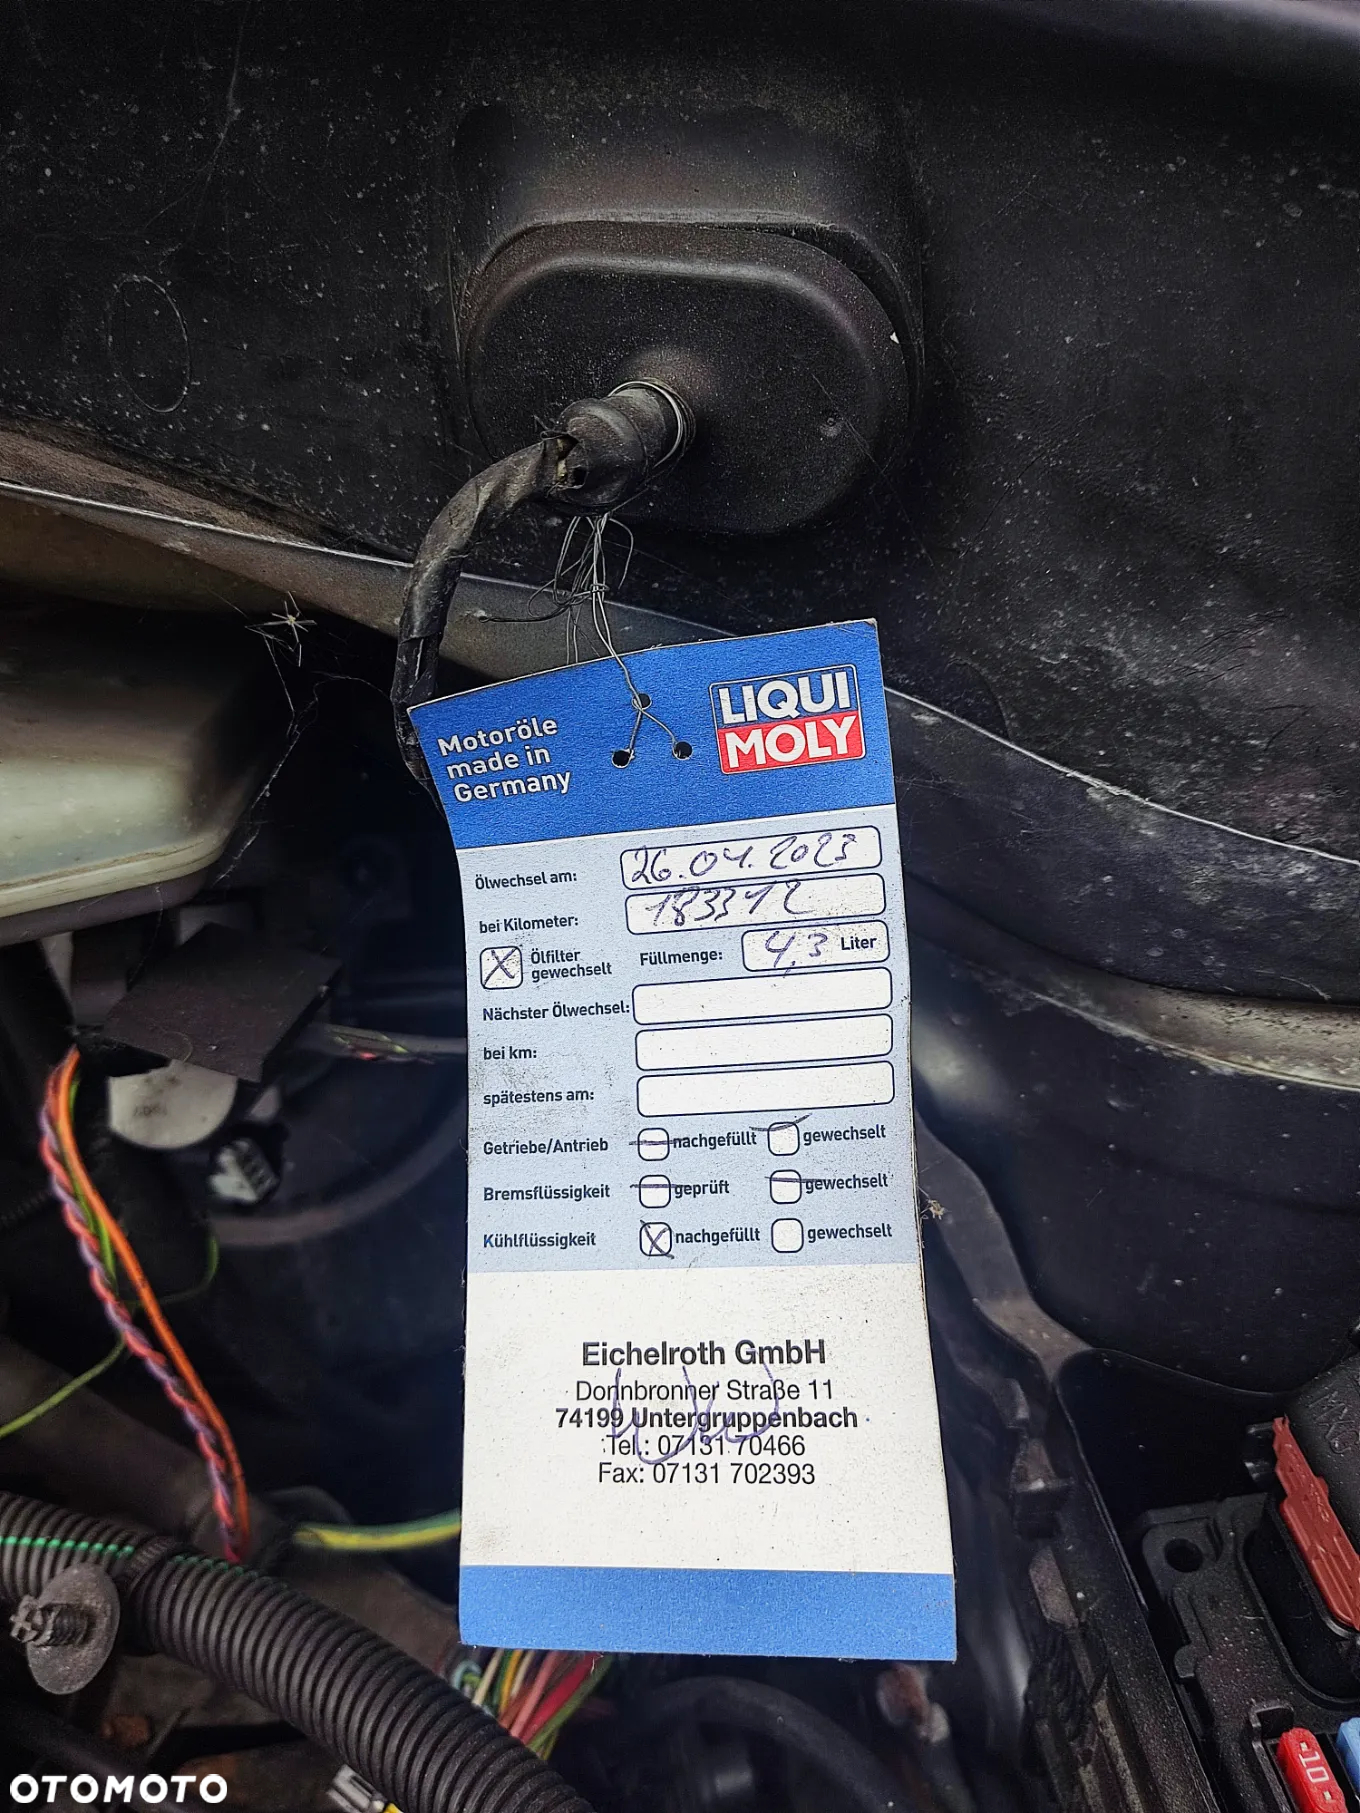 Motoröle
made in
Germany
LIQUI
MOLY
Ölwechsel am: 26.04.2023
bei Kilometer: 183312
X Ölfilter gewechselt Füllmenge: 4,3 Liter
Nächster Ölwechsel:
bei km:
spätestens am:
Getriebe/Antrieb nachgefüllt gewechselt
Bremsflüssigkeit geprüft gewechselt
Kühlflüssigkeit X nachgefüllt gewechselt
Eichelroth GmbH
Donnbronner Straße 11
74199 Untergruppenbach
Tel.: 07131 70466
Fax: 07131 702393
10
OTOMOTO